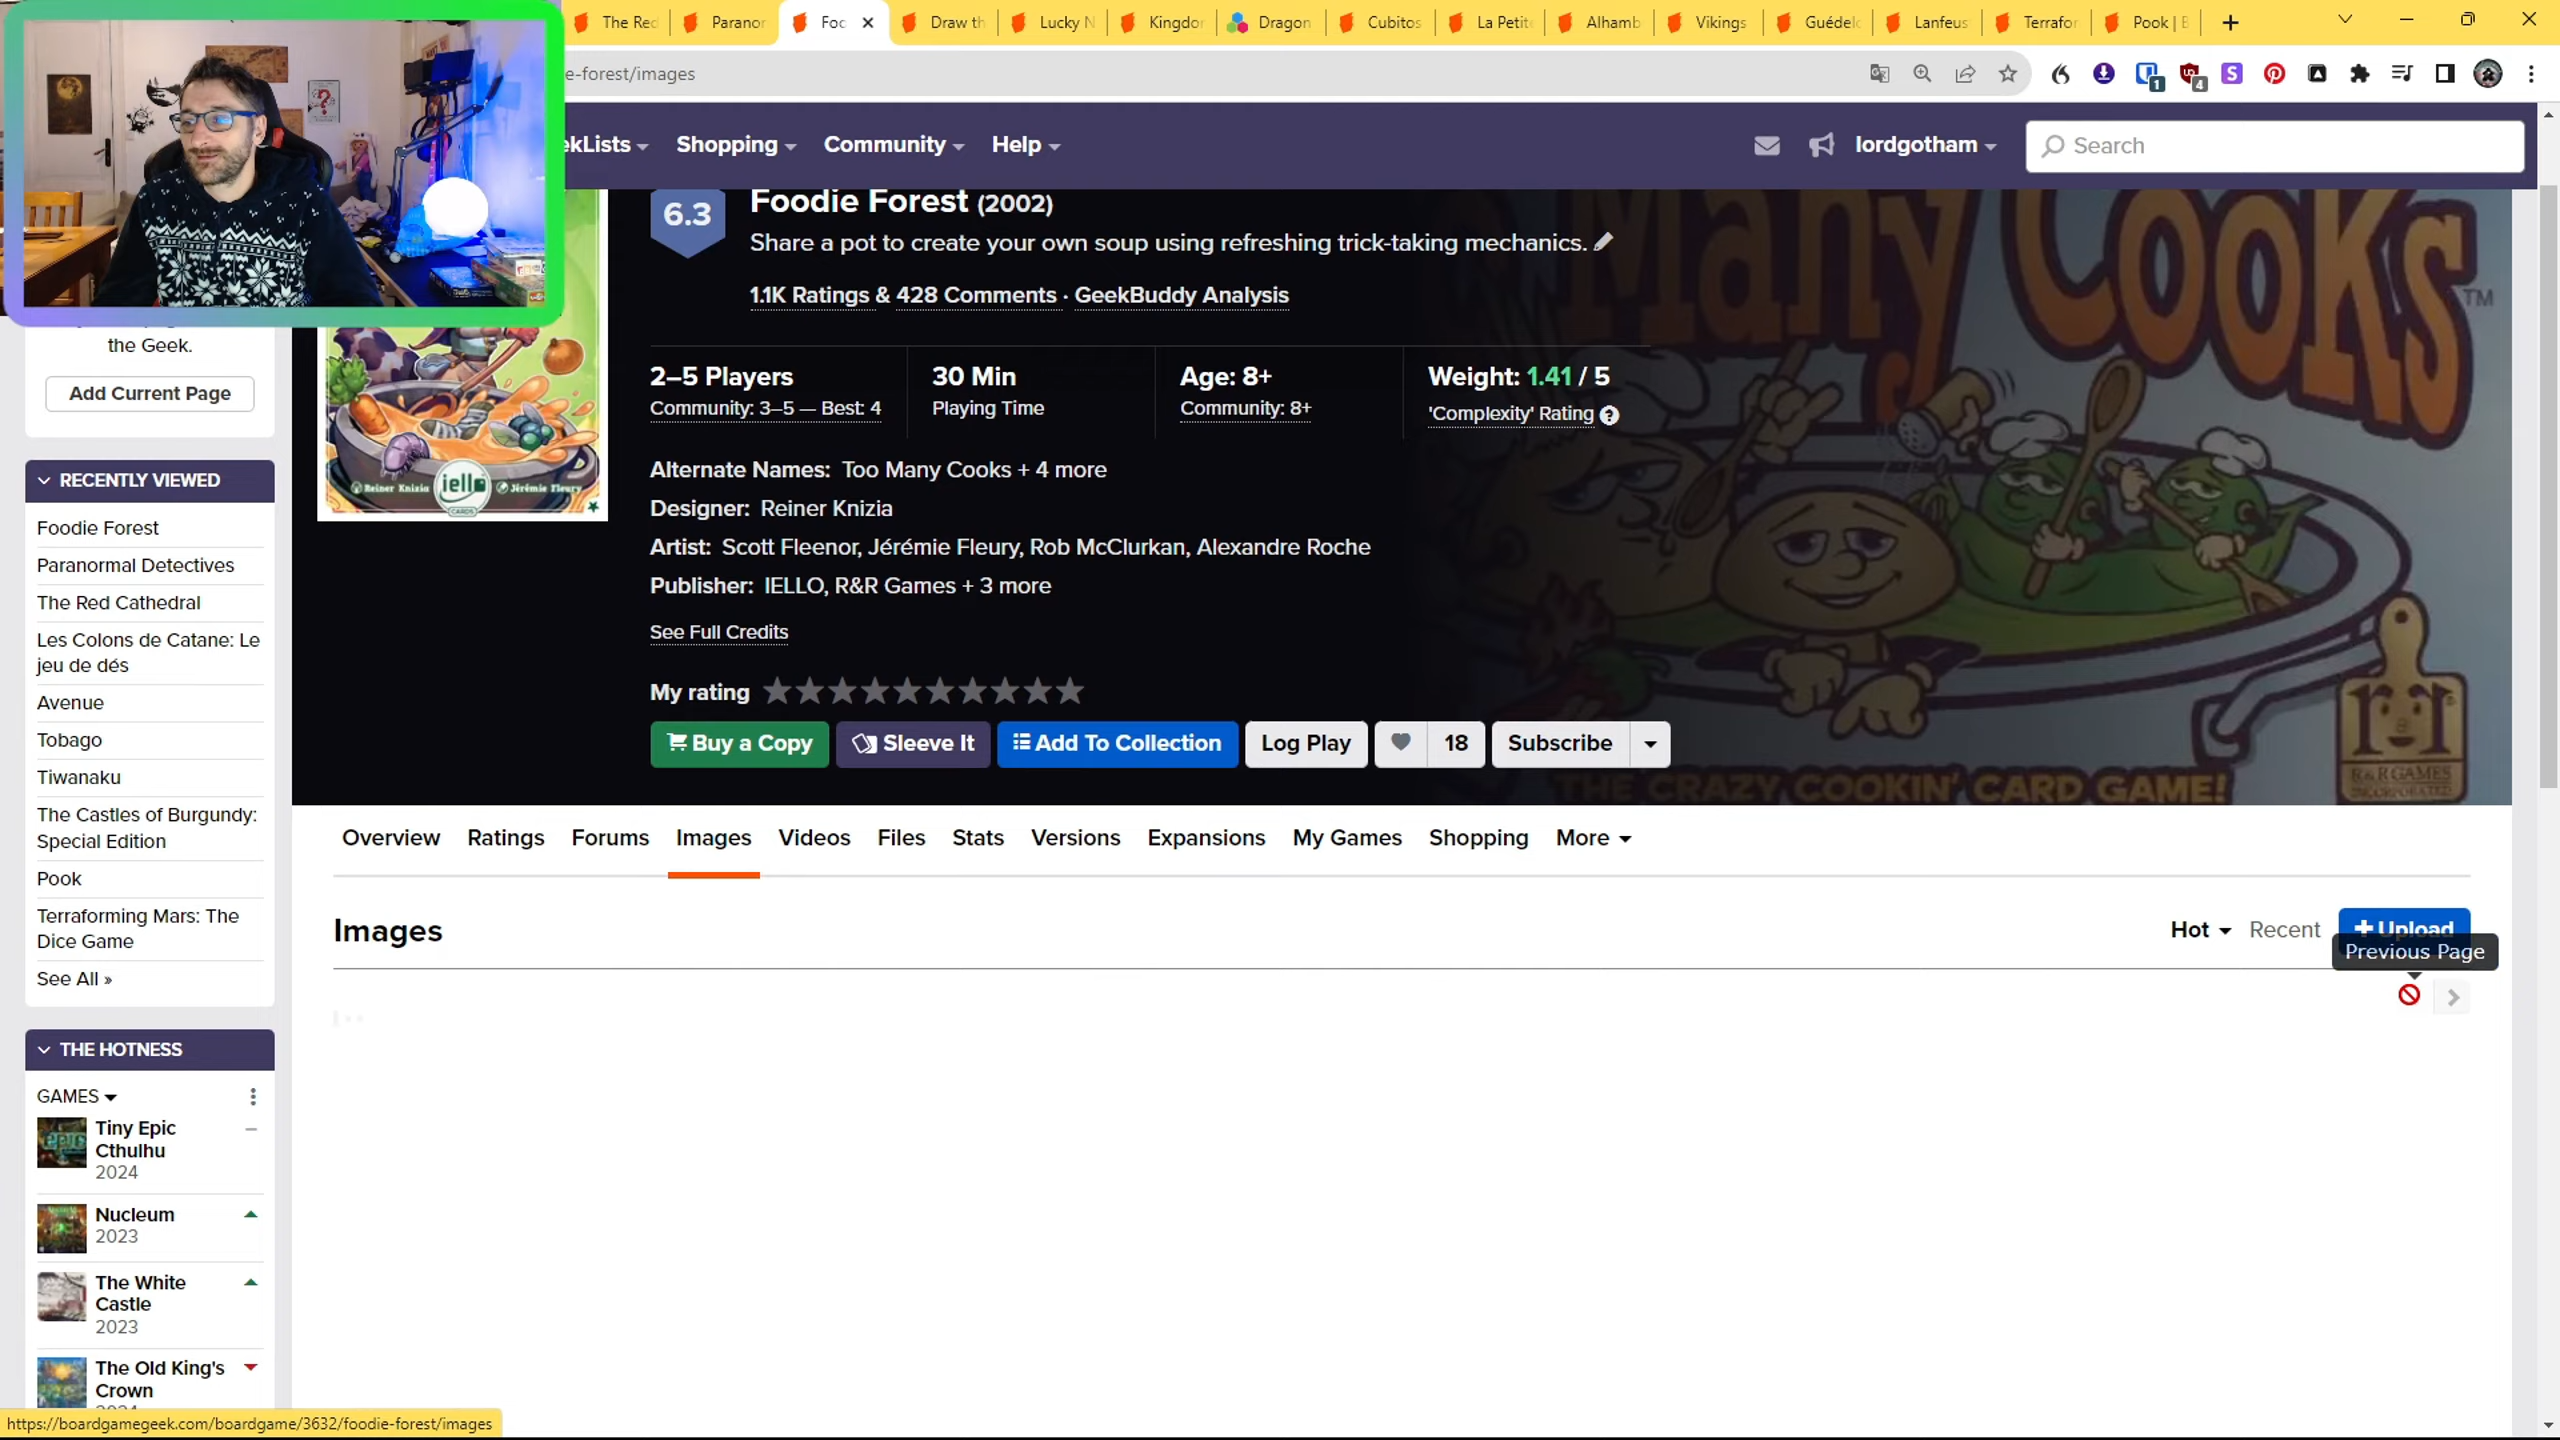 The Red
Paranor
Foc
Draw th
Lucky N
Kingdor
Dragon
Cubitos
La Petit
Alhamb
Vikings
Guédel
Lanfeus
Terrafor
Pook | B
e-forest/images
1
4
ekLists
Shopping
Community
Help
lordgotham
Search
the Geek.
Add Current Page
RECENTLY VIEWED
Foodie Forest
Paranormal Detectives
The Red Cathedral
Les Colons de Catane: Le
jeu de dés
Avenue
Tobago
Tiwanaku
The Castles of Burgundy:
Special Edition
Pook
Terraforming Mars: The
Dice Game
See All »
THE HOTNESS
GAMES
Tiny Epic
Cthulhu
2024
Nucleum
2023
The White
Castle
2023
The Old King's
Crown
Reiner Knizia
iello
CARDS
Jérémie Fleury
6.3
Foodie Forest (2002)
Share a pot to create your own soup using refreshing trick-taking mechanics.
1.1K Ratings & 428 Comments · GeekBuddy Analysis
2–5 Players
Community: 3–5 — Best: 4
30 Min
Playing Time
Age: 8+
Community: 8+
Weight: 1.41 / 5
'Complexity' Rating ?
Alternate Names: Too Many Cooks + 4 more
Designer: Reiner Knizia
Artist: Scott Fleenor, Jérémie Fleury, Rob McClurkan, Alexandre Roche
Publisher: IELLO, R&R Games + 3 more
See Full Credits
My rating
Buy a Copy
Sleeve It
Add To Collection
Log Play
18
Subscribe
Many Cooks
TM
R&R GAMES
INCORPORATED
THE CRAZY COOKIN' CARD GAME!
Overview
Ratings
Forums
Images
Videos
Files
Stats
Versions
Expansions
My Games
Shopping
More
Images
Hot
Recent
+ Upload
Previous Page
https://boardgamegeek.com/boardgame/3632/foodie-forest/images